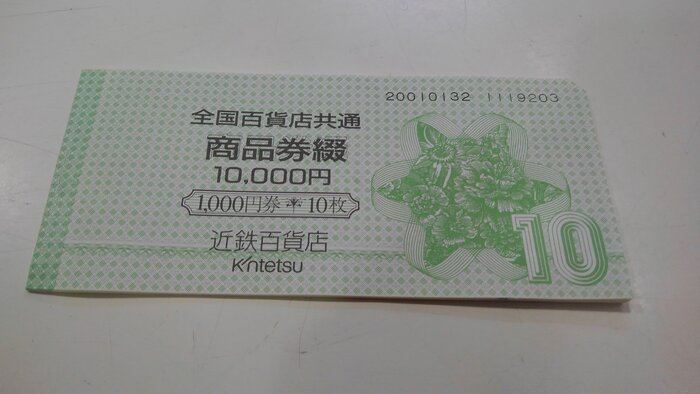 20010132 1119203
全国百貨店共通
商品券綴
10,000円
1,000円券 10枚
近鉄百貨店
Kintetsu
10